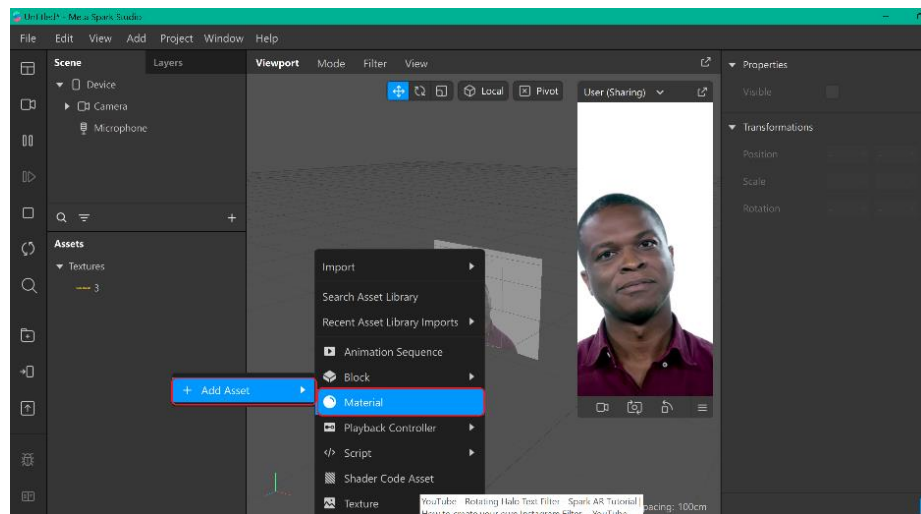 Untitled* - Meta Spark Studio
File Edit View Add Project Window Help
Scene Layers
Device
Camera
Microphone
Assets
Textures
3
Viewport Mode Filter View
Local Pivot
User (Sharing)
+ Add Asset
Import
Search Asset Library
Recent Asset Library Imports
Animation Sequence
Block
Material
Playback Controller
</> Script
Shader Code Asset
Texture
YouTube - Rotating Halo Text Filter - Spark AR Tutorial |
How to create your own Instagram Filter - YouTube
pacing: 100cm
Properties
Visible
Transformations
Position
Scale
Rotation